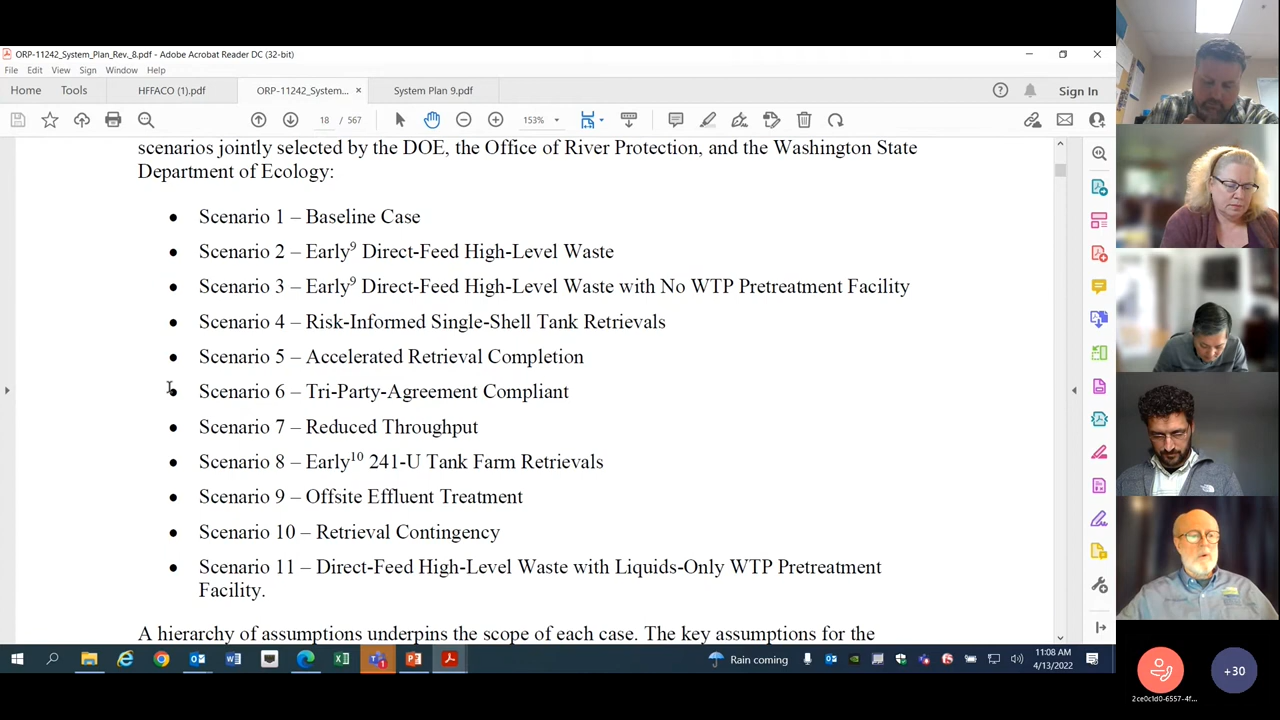 ORP-11242_System_Plan_Rev._8.pdf - Adobe Acrobat Reader DC (32-bit)
File Edit View Sign Window Help
Home Tools HFFACO (1).pdf ORP-11242_System... × System Plan 9.pdf Sign In
18 / 567 153%
scenarios jointly selected by the DOE, the Office of River Protection, and the Washington State
Department of Ecology:
• Scenario 1 – Baseline Case
• Scenario 2 – Early⁹ Direct-Feed High-Level Waste
• Scenario 3 – Early⁹ Direct-Feed High-Level Waste with No WTP Pretreatment Facility
• Scenario 4 – Risk-Informed Single-Shell Tank Retrievals
• Scenario 5 – Accelerated Retrieval Completion
• Scenario 6 – Tri-Party-Agreement Compliant
• Scenario 7 – Reduced Throughput
• Scenario 8 – Early¹⁰ 241-U Tank Farm Retrievals
• Scenario 9 – Offsite Effluent Treatment
• Scenario 10 – Retrieval Contingency
• Scenario 11 – Direct-Feed High-Level Waste with Liquids-Only WTP Pretreatment
Facility.
A hierarchy of assumptions underpins the scope of each case. The key assumptions for the
Rain coming
11:08 AM
4/13/2022
+30